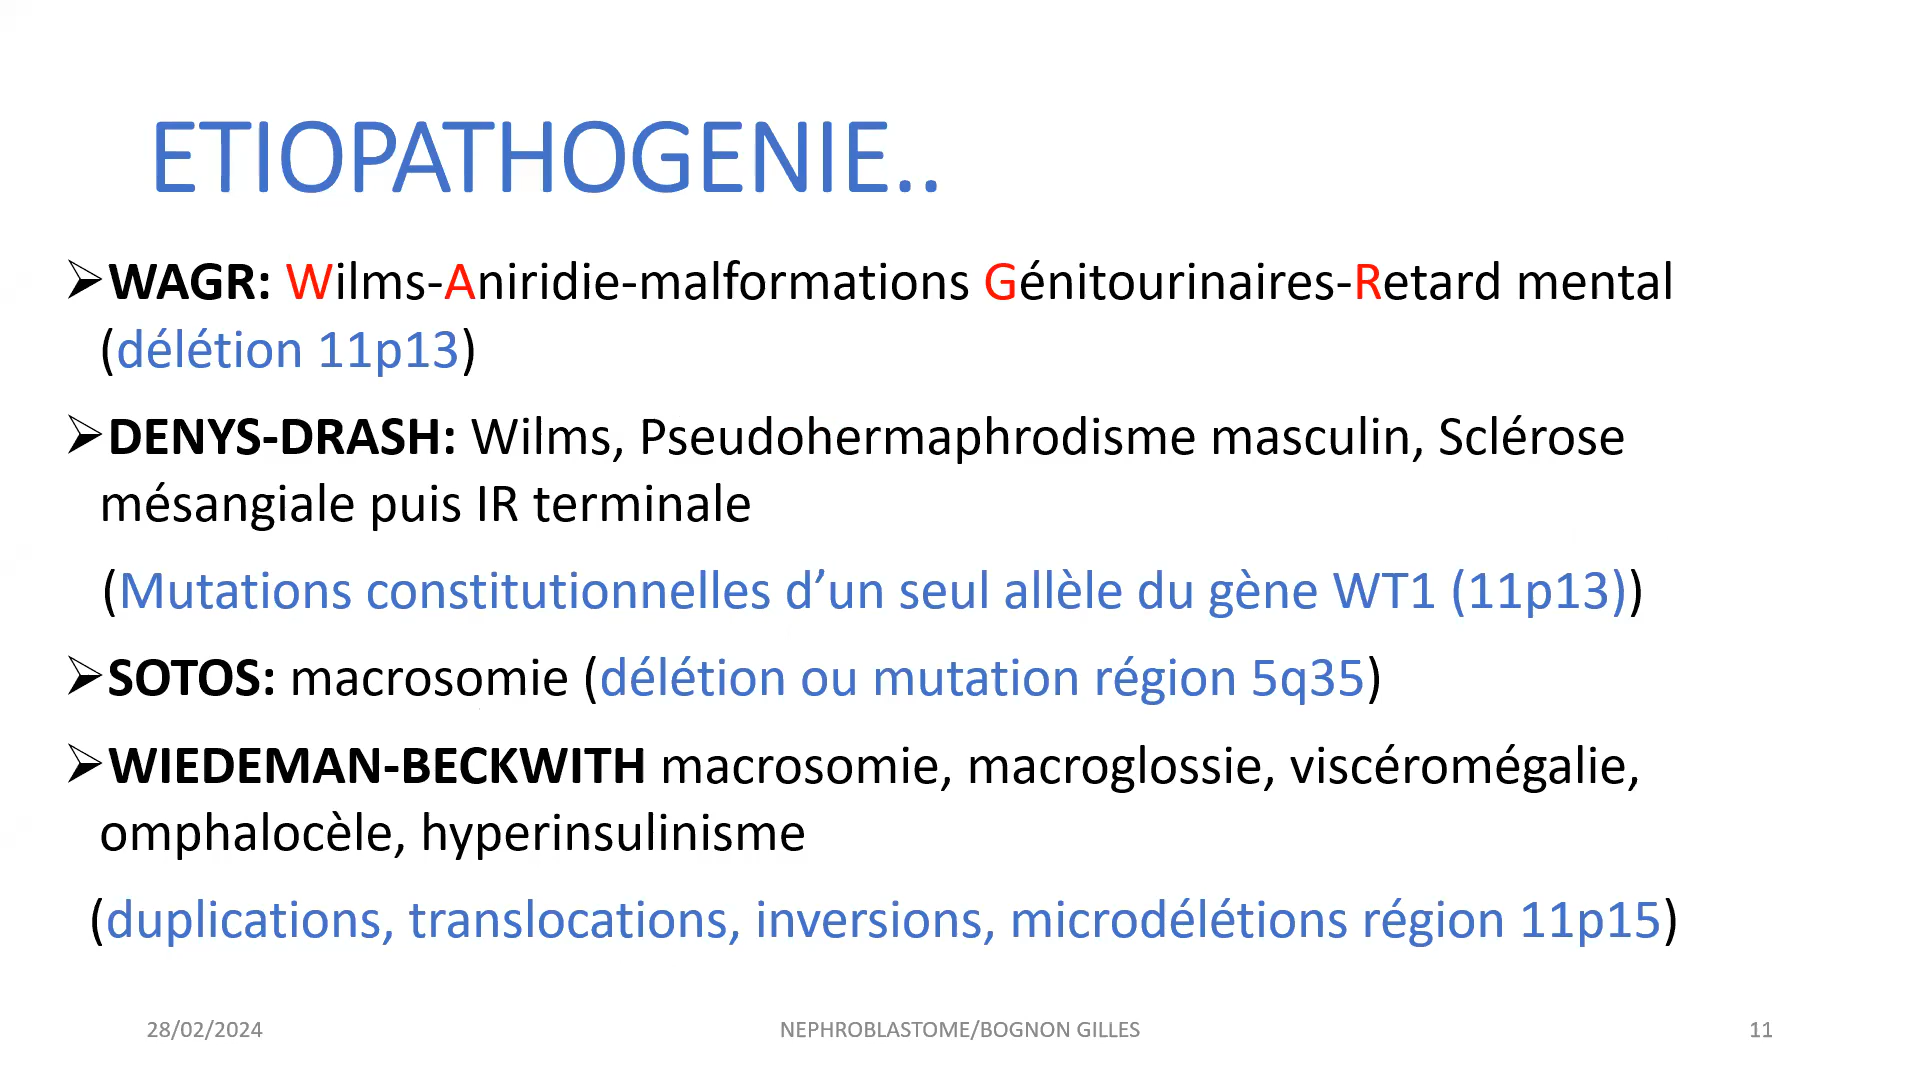 ETIOPATHOGENIE..
➢WAGR: Wilms-Aniridie-malformations Génitourinaires-Retard mental
(délétion 11p13)
➢DENYS-DRASH: Wilms, Pseudohermaphrodisme masculin, Sclérose
mésangiale puis IR terminale
(Mutations constitutionnelles d’un seul allèle du gène WT1 (11p13))
➢SOTOS: macrosomie (délétion ou mutation région 5q35)
➢WIEDEMAN-BECKWITH macrosomie, macroglossie, viscéromégalie,
omphalocèle, hyperinsulinisme
(duplications, translocations, inversions, microdélétions région 11p15)
28/02/2024 NEPHROBLASTOME/BOGNON GILLES 11